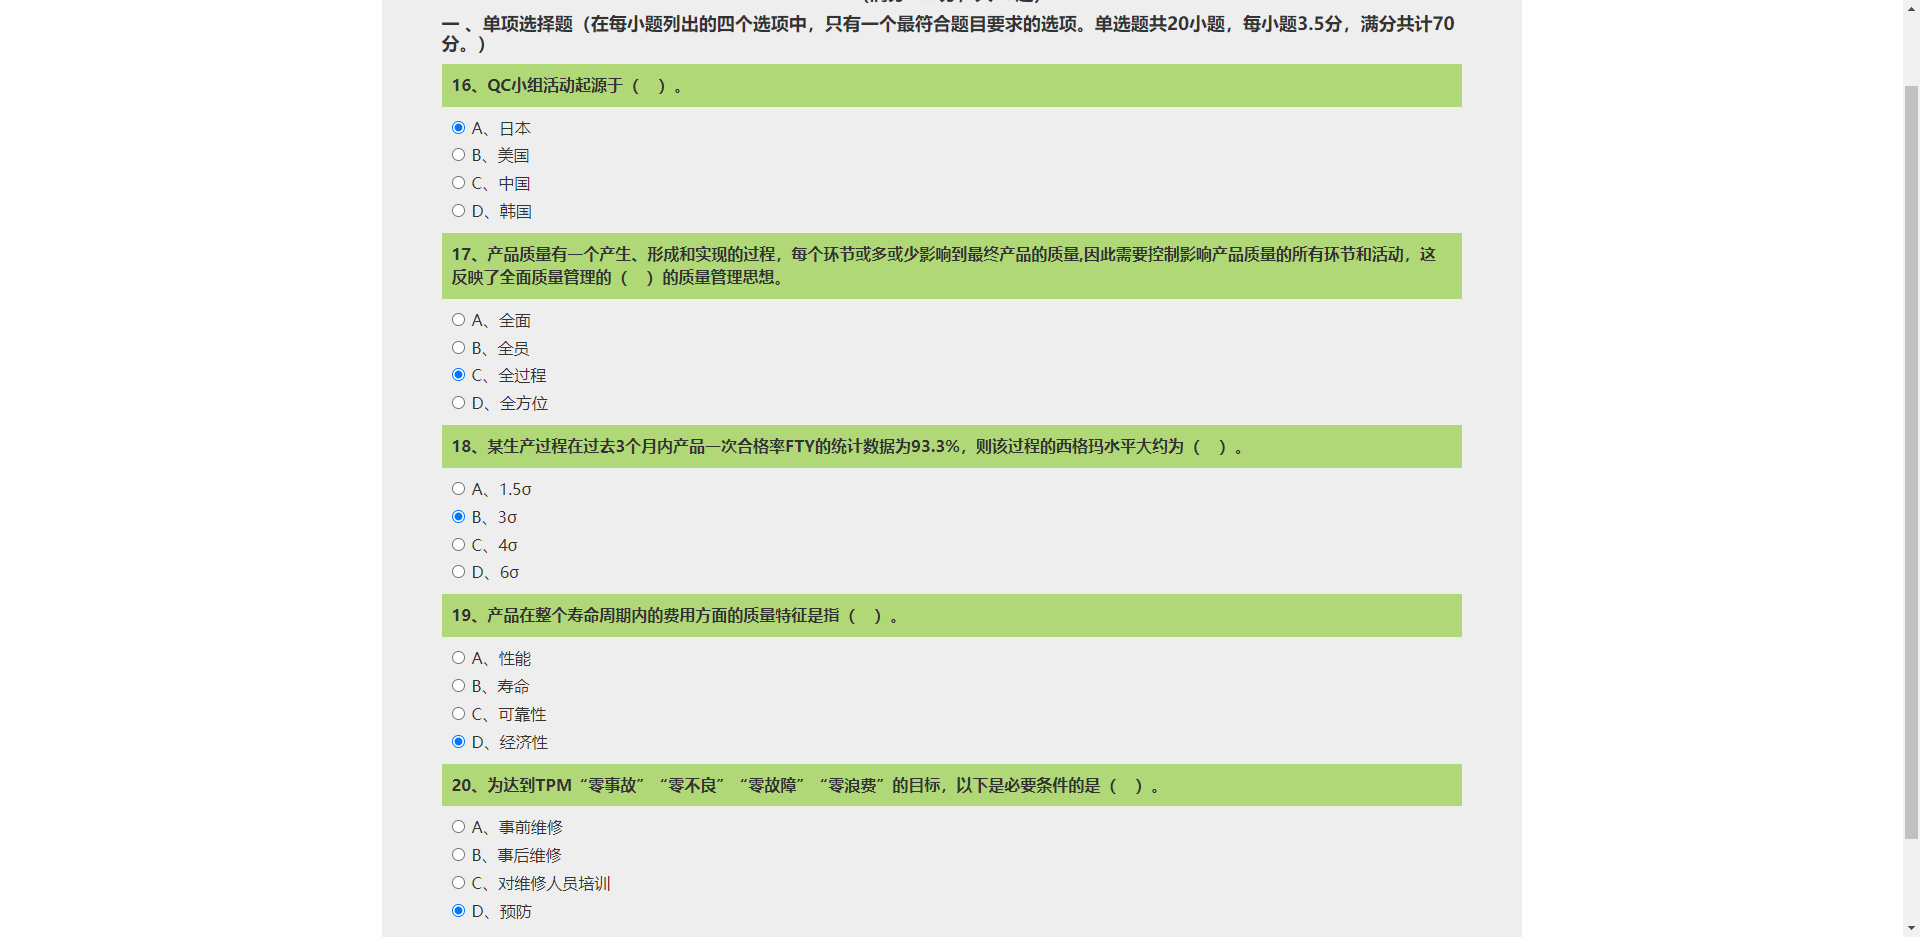 一 、单项选择题（在每小题列出的四个选项中，只有一个最符合题目要求的选项。单选题共20小题，每小题3.5分，满分共计70
分。）
16、QC小组活动起源于（　）。
A、日本
B、美国
C、中国
D、韩国
17、产品质量有一个产生、形成和实现的过程，每个环节或多或少影响到最终产品的质量,因此需要控制影响产品质量的所有环节和活动，这
反映了全面质量管理的（　）的质量管理思想。
A、全面
B、全员
C、全过程
D、全方位
18、某生产过程在过去3个月内产品一次合格率FTY的统计数据为93.3%，则该过程的西格玛水平大约为（　）。
A、1.5σ
B、3σ
C、4σ
D、6σ
19、产品在整个寿命周期内的费用方面的质量特征是指（　）。
A、性能
B、寿命
C、可靠性
D、经济性
20、为达到TPM“零事故”“零不良”“零故障”“零浪费”的目标，以下是必要条件的是（　）。
A、事前维修
B、事后维修
C、对维修人员培训
D、预防